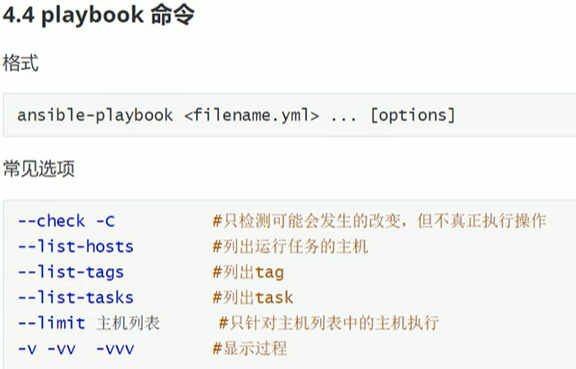 4.4 playbook 命令
格式
ansible-playbook <filename.yml> ... [options]
常见选项
--check -C #只检测可能会发生的改变，但不真正执行操作
--list-hosts #列出运行任务的主机
--list-tags #列出tag
--list-tasks #列出task
--limit 主机列表 #只针对主机列表中的主机执行
-v -vv -vvv #显示过程